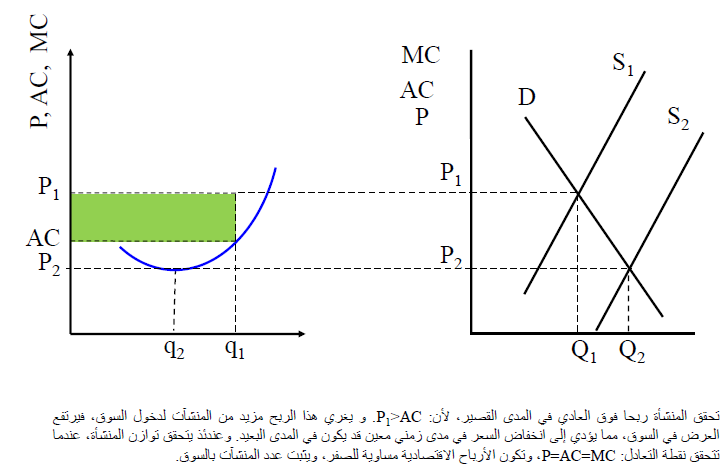 P, AC, MC
P1
AC
P2
q2
q1
MC
AC
P
D
S1
S2
P1
P2
Q1
Q2
تحقق المنشأة ربحا فوق العادي في المدى القصير، لأن: P1>AC. و يغري هذا الربح مزيد من المنشآت لدخول السوق، فيرتفع
العرض في السوق، مما يؤدي إلى انخفاض السعر في مدى زمني معين قد يكون في المدى البعيد. وعندئذ يتحقق توازن المنشأة، عندما
تتحقق نقطة التعادل: P=AC=MC، وتكون الأرباح الاقتصادية مساوية للصفر، ويثبت عدد المنشآت بالسوق.